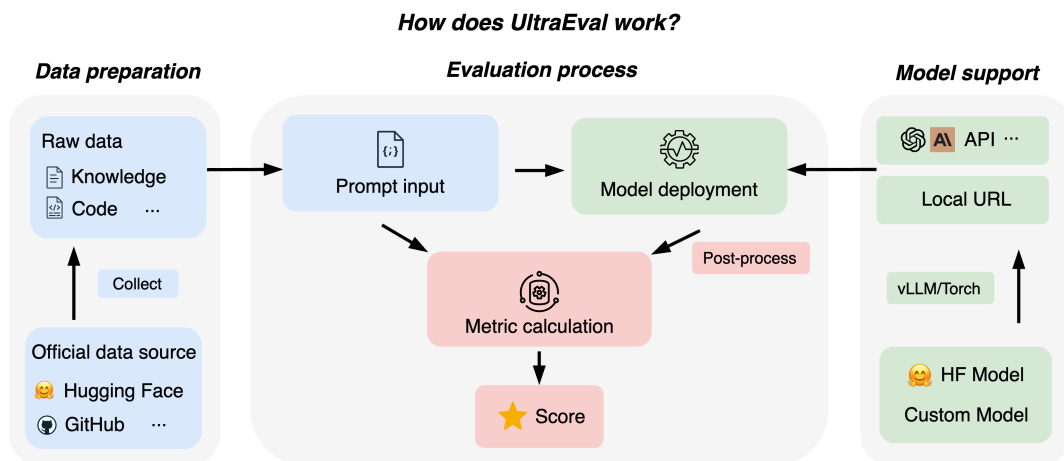 How does UltraEval work?
Data preparation
Evaluation process
Model support
Raw data
Knowledge
Code ...
Collect
Official data source
Hugging Face
GitHub ...
{;}
Prompt input
Model deployment
Post-process
Metric calculation
Score
A\ API ...
Local URL
vLLM/Torch
HF Model
Custom Model